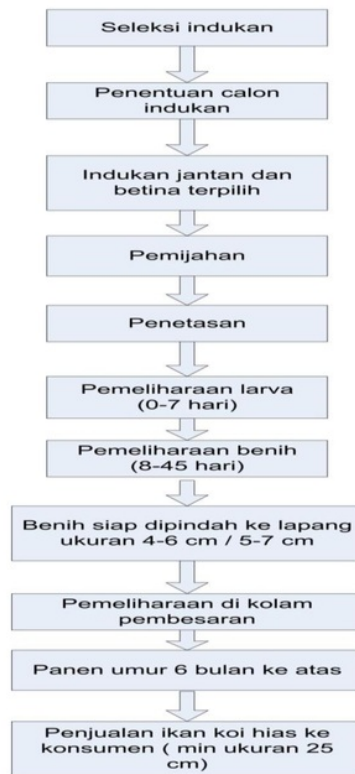 Seleksi indukan
Penentuan calon
indukan
Indukan jantan dan
betina terpilih
Pemijahan
Penetasan
Pemeliharaan larva
(0-7 hari)
Pemeliharaan benih
(8-45 hari)
Benih siap dipindah ke lapang
ukuran 4-6 cm / 5-7 cm
Pemeliharaan di kolam
pembesaran
Panen umur 6 bulan ke atas
Penjualan ikan koi hias ke
konsumen ( min ukuran 25
cm)